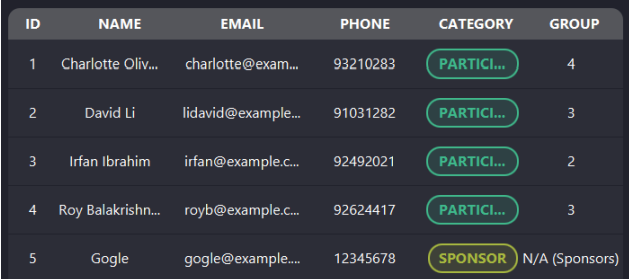 ID NAME EMAIL PHONE CATEGORY GROUP
1 Charlotte Oliv... charlotte@exam... 93210283 PARTICI... 4
2 David Li lidavid@example... 91031282 PARTICI... 3
3 Irfan Ibrahim irfan@example.c... 92492021 PARTICI... 2
4 Roy Balakrishn... royb@example.c... 92624417 PARTICI... 3
5 Gogle gogle@example.... 12345678 SPONSOR N/A (Sponsors)